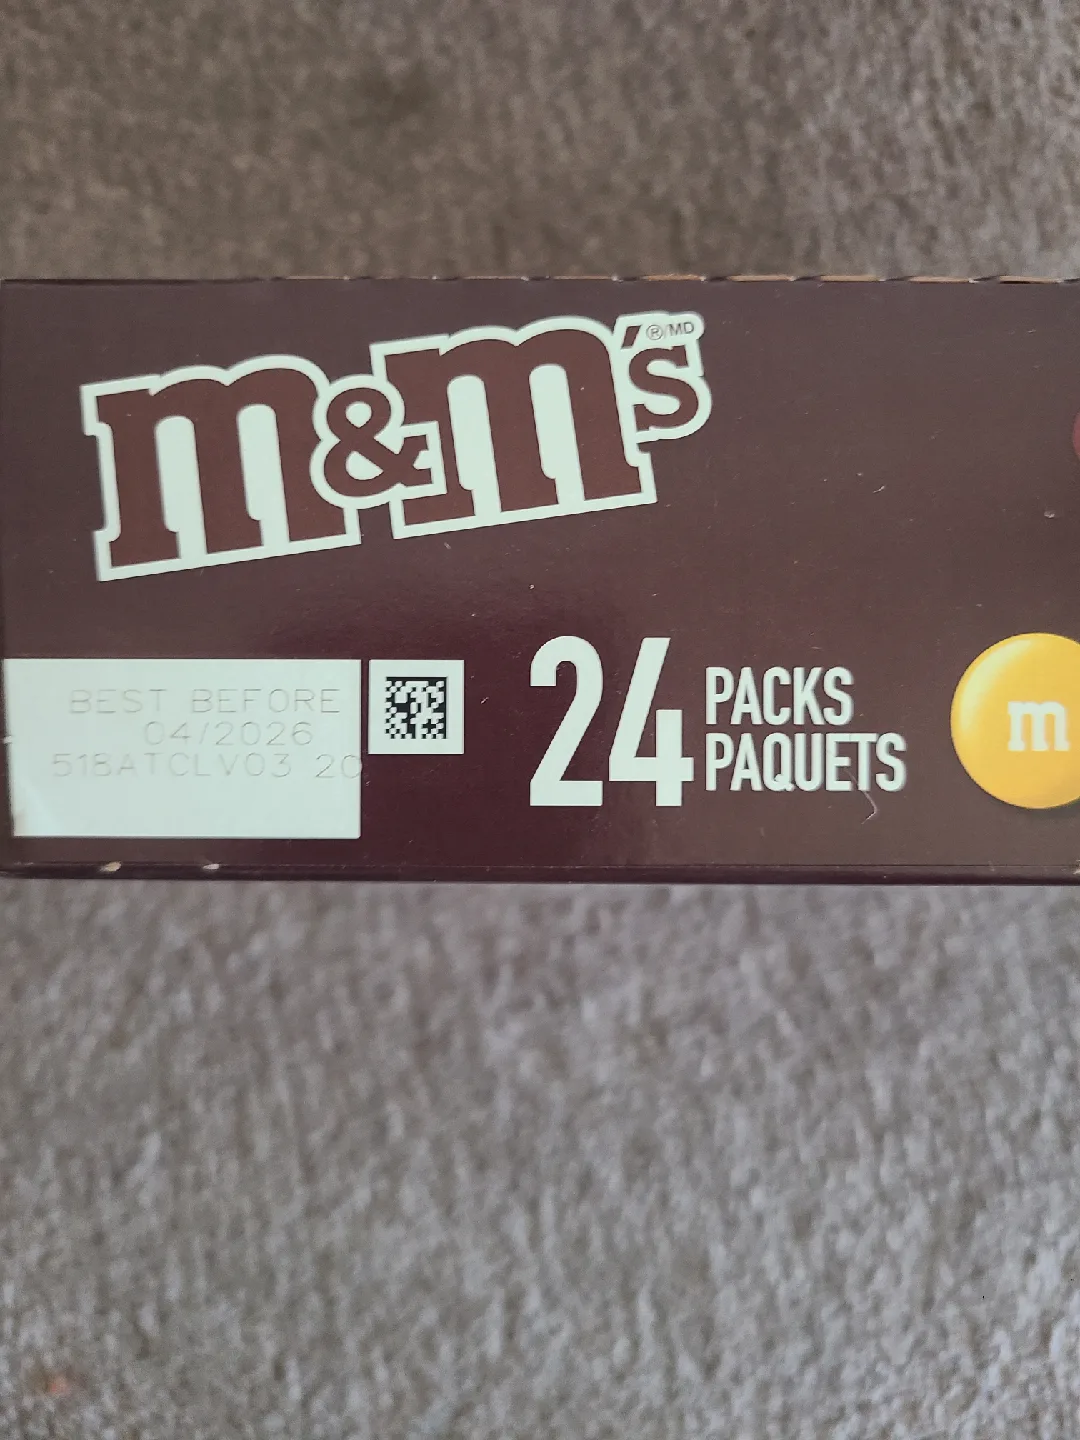 m&m's ®/MD
BEST BEFORE
04/2026
518ATCLV03 20
24 PACKS
PAQUETS
m